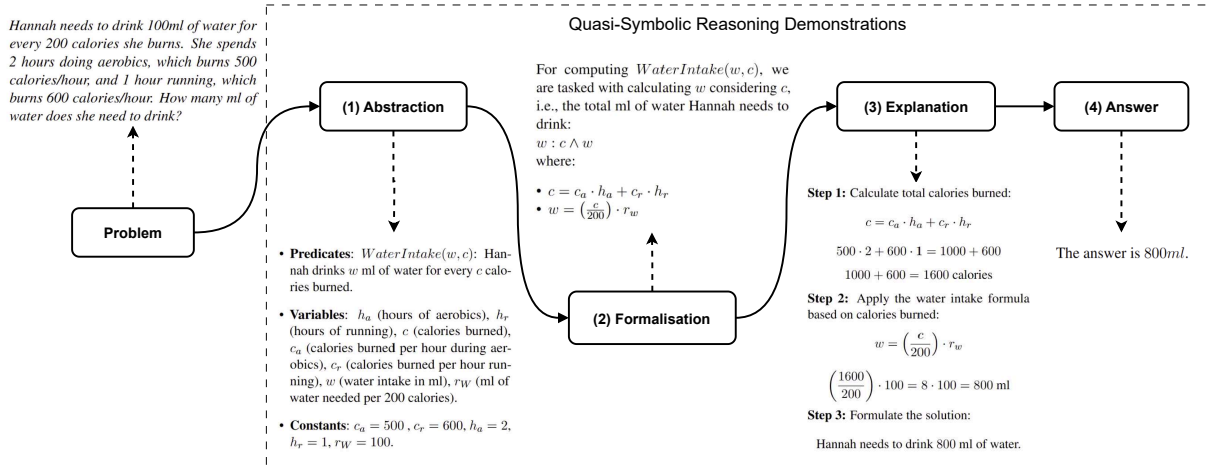 Hannah needs to drink 100ml of water for
every 200 calories she burns. She spends
2 hours doing aerobics, which burns 500
calories/hour, and 1 hour running, which
burns 600 calories/hour. How many ml of
water does she need to drink?
Problem
Quasi-Symbolic Reasoning Demonstrations
(1) Abstraction
• Predicates: WaterIntake(w, c): Han-
nah drinks w ml of water for every c calo-
ries burned.
• Variables: h_a (hours of aerobics), h_r
(hours of running), c (calories burned),
c_a (calories burned per hour during aer-
obics), c_r (calories burned per hour run-
ning), w (water intake in ml), r_W (ml of
water needed per 200 calories).
• Constants: c_a = 500 , c_r = 600, h_a = 2,
h_r = 1, r_W = 100.
For computing WaterIntake(w, c), we
are tasked with calculating w considering c,
i.e., the total ml of water Hannah needs to
drink:
w : c ∧ w
where:
• c = c_a · h_a + c_r · h_r
• w = (c/200) · r_w
(2) Formalisation
(3) Explanation
Step 1: Calculate total calories burned:
c = c_a · h_a + c_r · h_r
500 · 2 + 600 · 1 = 1000 + 600
1000 + 600 = 1600 calories
Step 2: Apply the water intake formula
based on calories burned:
w = (c/200) · r_w
(1600/200) · 100 = 8 · 100 = 800 ml
Step 3: Formulate the solution:
Hannah needs to drink 800 ml of water.
(4) Answer
The answer is 800ml.